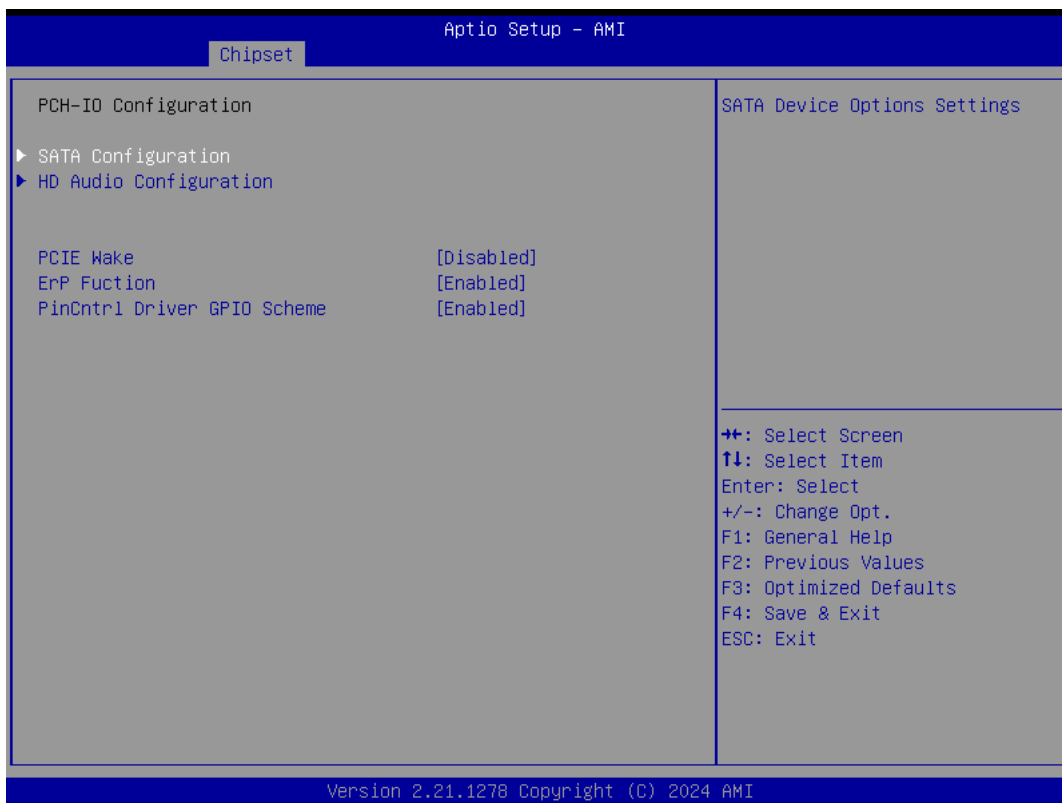 Aptio Setup – AMI
Chipset
PCH-IO Configuration
▶ SATA Configuration
▶ HD Audio Configuration
PCIE Wake [Disabled]
ErP Fuction [Enabled]
PinCntrl Driver GPIO Scheme [Enabled]
SATA Device Options Settings
→←: Select Screen
↑↓: Select Item
Enter: Select
+/-: Change Opt.
F1: General Help
F2: Previous Values
F3: Optimized Defaults
F4: Save & Exit
ESC: Exit
Version 2.21.1278 Copyright (C) 2024 AMI